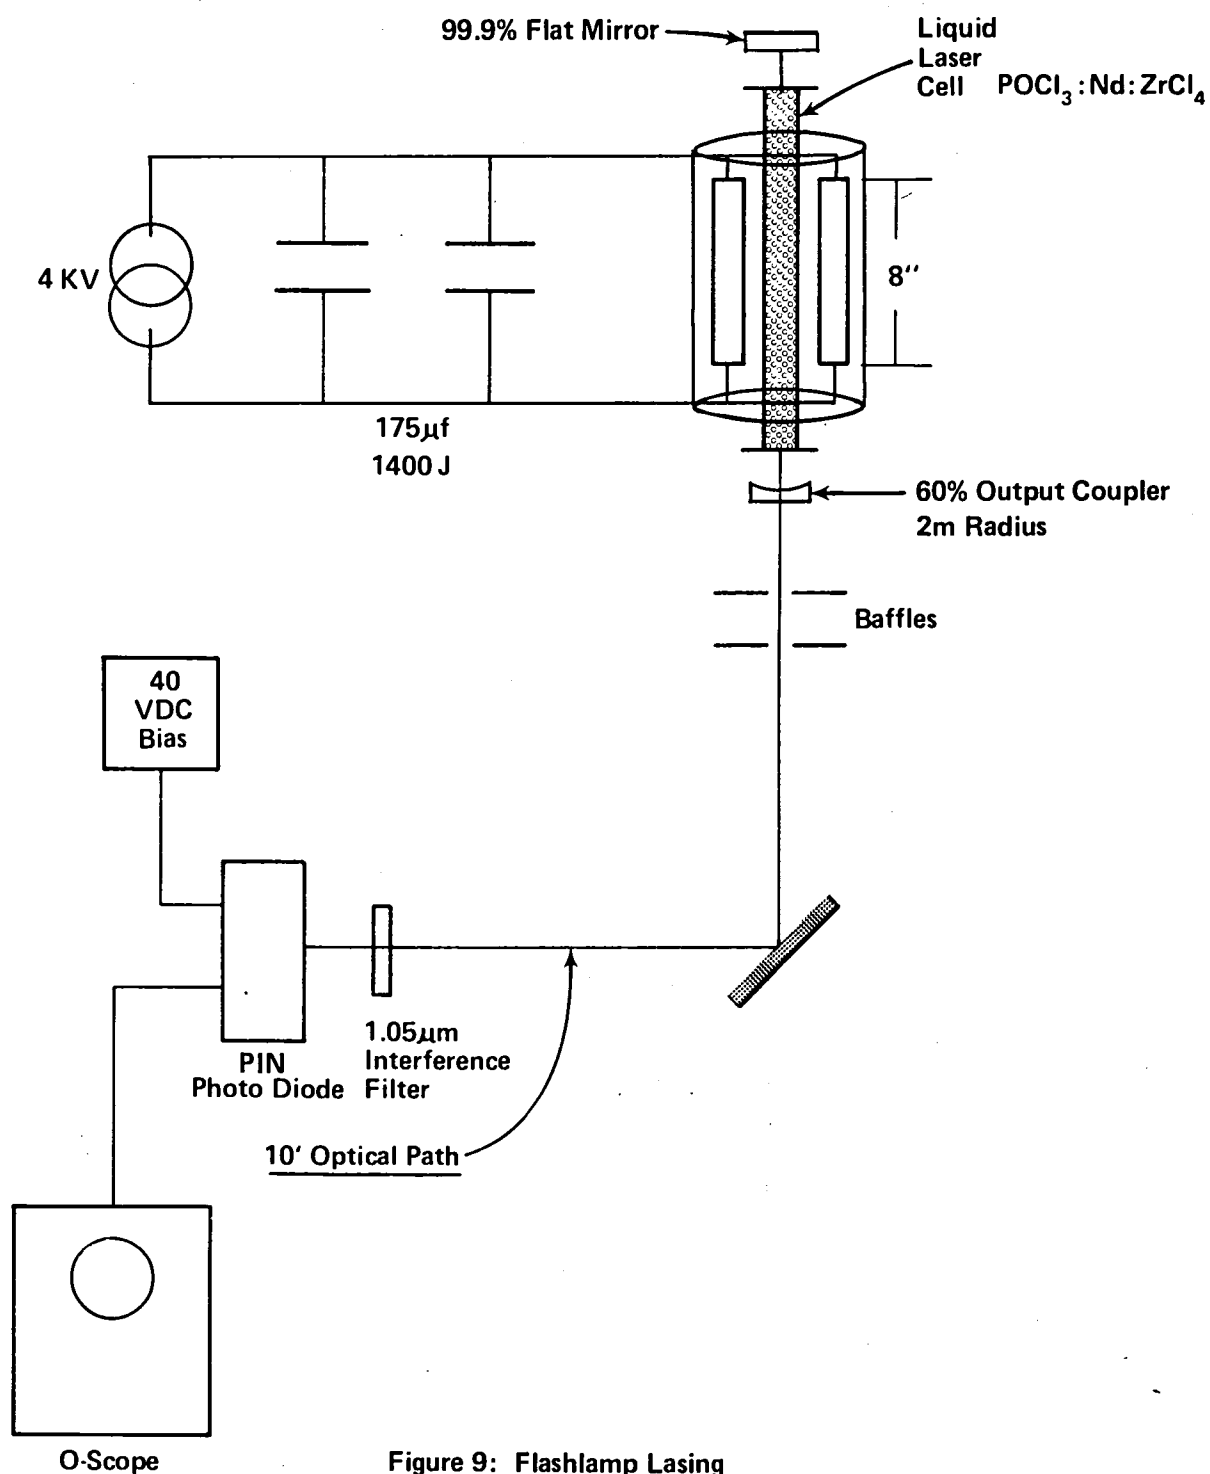 99.9% Flat Mirror
Liquid
Laser
Cell POCl₃:Nd:ZrCl₄
4 KV
8″
175µf
1400 J
60% Output Coupler
2m Radius
Baffles
40
VDC
Bias
PIN
Photo Diode
1.05µm
Interference
Filter
10′ Optical Path
O-Scope
Figure 9: Flashlamp Lasing